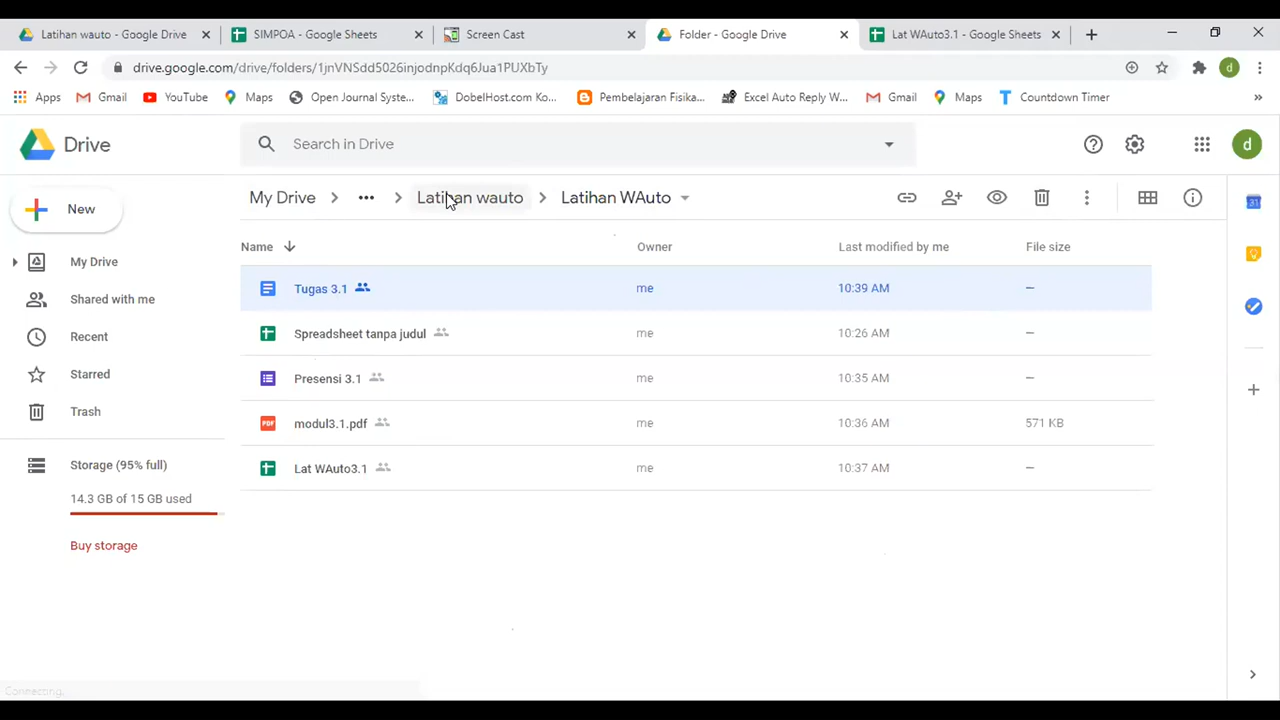 Latihan wauto - Google Drive
SIMPOA - Google Sheets
Screen Cast
Folder - Google Drive
Lat WAuto3.1 - Google Sheets
drive.google.com/drive/folders/1jnVNSdd5026injodnpKdq6Jua1PUXbTy
d
Apps
Gmail
YouTube
Maps
Open Journal Syste...
DobelHost.com Ko...
Pembelajaran Fisika...
Excel Auto Reply W...
Gmail
Maps
Countdown Timer
Drive
Search in Drive
d
New
My Drive
Latihan wauto
Latihan WAuto
Name
Owner
Last modified by me
File size
My Drive
Shared with me
Recent
Starred
Trash
Storage (95% full)
14.3 GB of 15 GB used
Buy storage
Tugas 3.1 me 10:39 AM —
Spreadsheet tanpa judul me 10:26 AM —
Presensi 3.1 me 10:35 AM —
PDF modul3.1.pdf me 10:36 AM 571 KB
Lat WAuto3.1 me 10:37 AM —
31
Connecting...